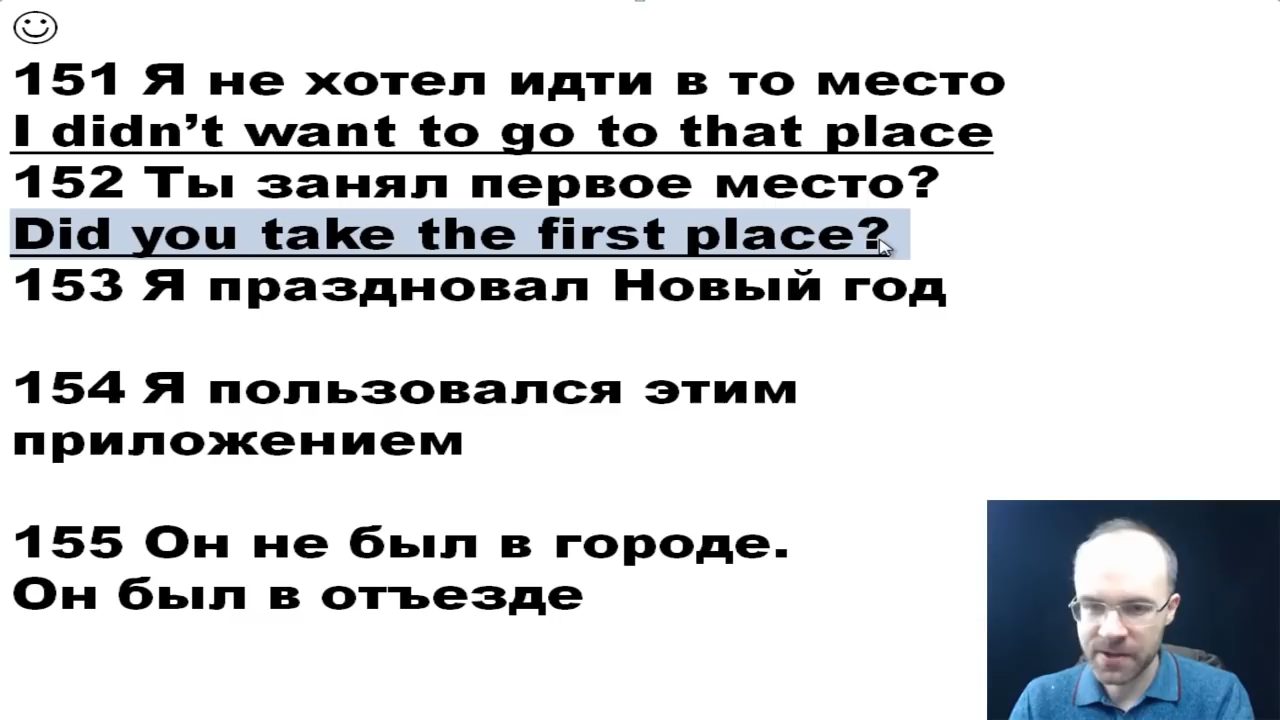 151 Я не хотел идти в то место
I didn’t want to go to that place
152 Ты занял первое место?
Did you take the first place?
153 Я праздновал Новый год
154 Я пользовался этим
приложением
155 Он не был в городе.
Он был в отъезде